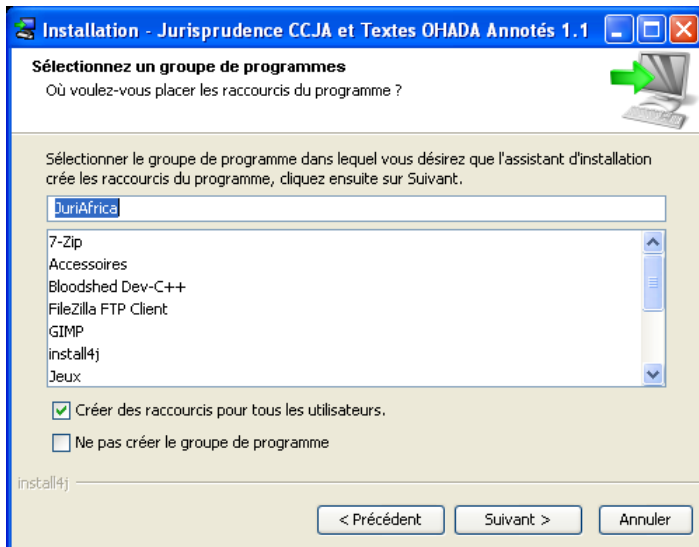 Installation - Jurisprudence CCJA et Textes OHADA Annotés 1.1
Sélectionnez un groupe de programmes
Où voulez-vous placer les raccourcis du programme ?
Sélectionner le groupe de programme dans lequel vous désirez que l'assistant d'installation
crée les raccourcis du programme, cliquez ensuite sur Suivant.
JuriAfrica
7-Zip
Accessoires
Bloodshed Dev-C++
FileZilla FTP Client
GIMP
install4j
Jeux
Créer des raccourcis pour tous les utilisateurs.
Ne pas créer le groupe de programme
install4j
< Précédent Suivant > Annuler